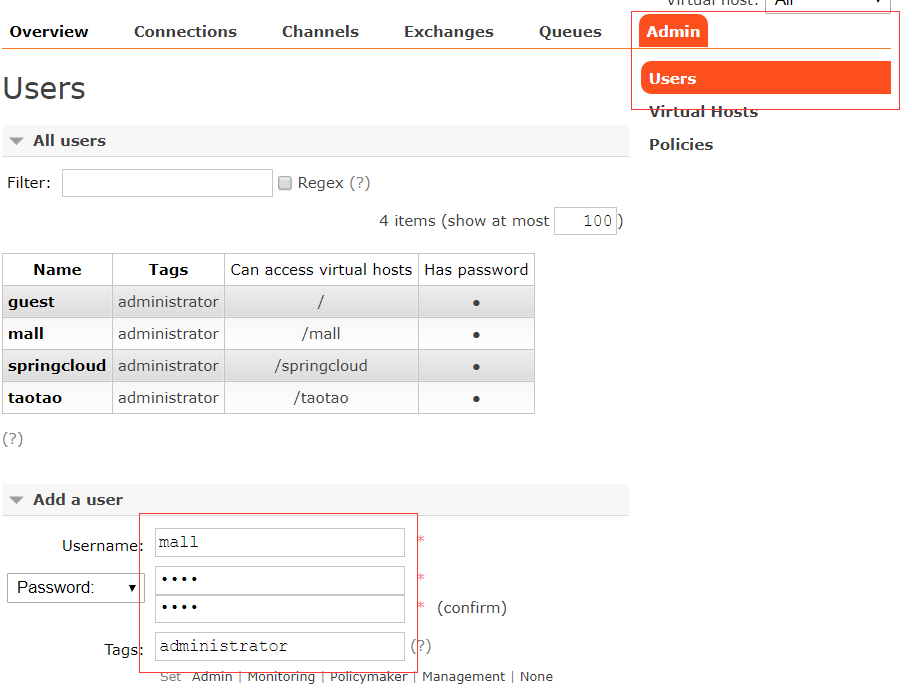 Virtual host: All
Overview Connections Channels Exchanges Queues Admin
Users
Virtual Hosts
Policies
Users
All users
Filter: Regex (?)
4 items (show at most 100)
Name Tags Can access virtual hosts Has password
guest administrator / ●
mall administrator /mall ●
springcloud administrator /springcloud ●
taotao administrator /taotao ●
(?)
Add a user
Username: mall *
Password: •••• *
•••• * (confirm)
Tags: administrator (?)
Set Admin | Monitoring | Policymaker | Management | None